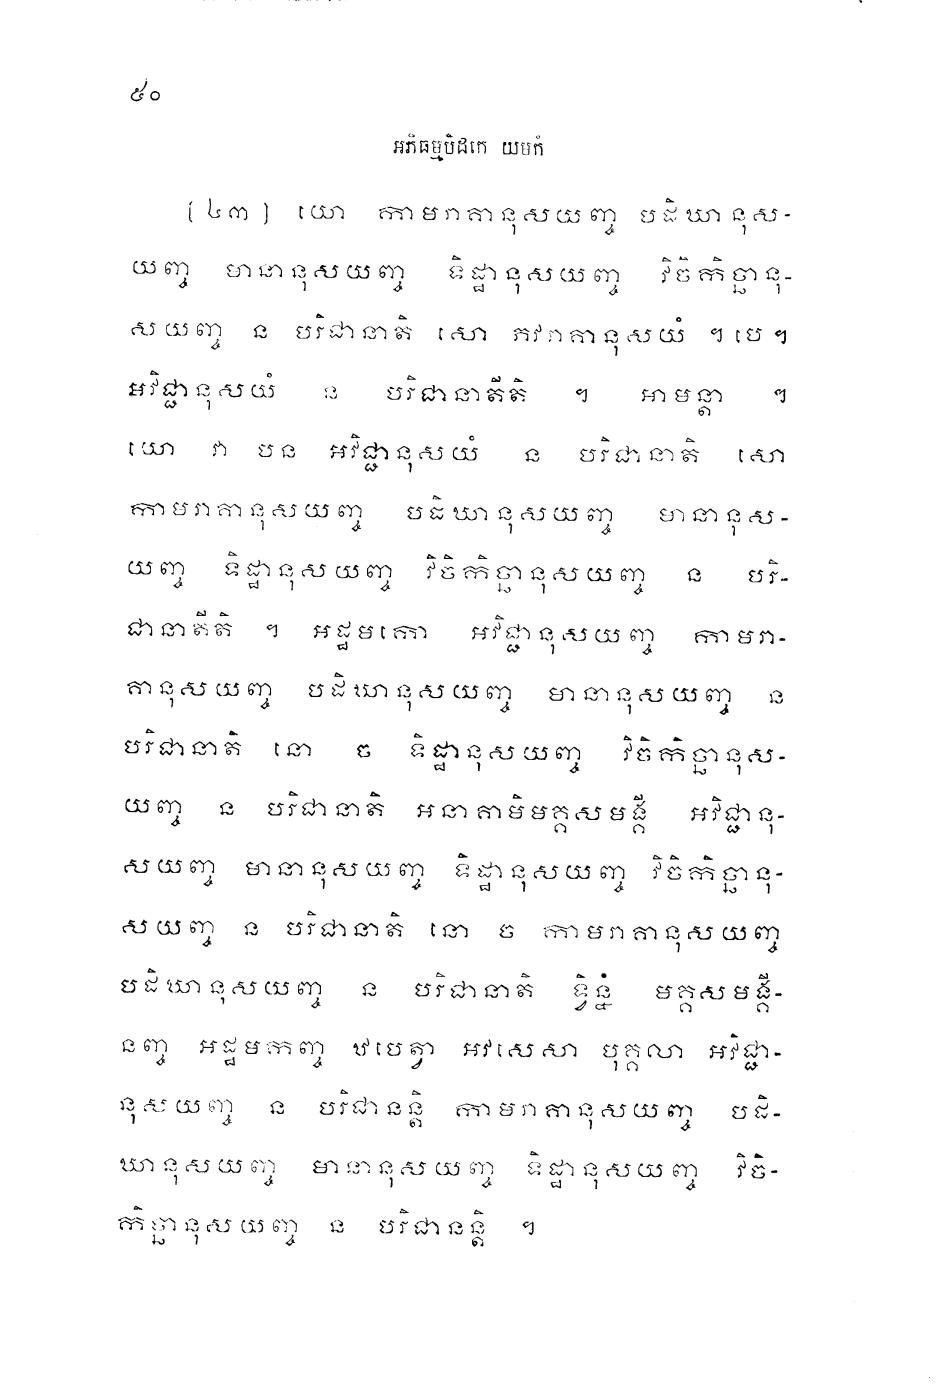 ៥០
អភិធម្មបិដកេ យមកំ
[៤៣] យោ កាមរាគានុសយញ្ច បដិឃានុស-
យញ្ច មានានុសយញ្ច ទិដ្ឋានុសយញ្ច វិចិកិច្ឆានុ-
សយញ្ច ន បរិជានាតិ សោ ភវរាគានុសយំ ។ បេ ។
អវិជ្ជានុសយំ ន បរិជានាតីតិ ។ អាមន្តា ។
យោ វា បន អវិជ្ជានុសយំ ន បរិជានាតិ សោ
កាមរាគានុសយញ្ច បដិឃានុសយញ្ច មានានុស-
យញ្ច ទិដ្ឋានុសយញ្ច វិចិកិច្ឆានុសយញ្ច ន បរិ-
ជានាតីតិ ។ អដ្ឋមកោ អវិជ្ជានុសយញ្ច កាមរា-
គានុសយញ្ច បដិឃានុសយញ្ច មានានុសយញ្ច ន
បរិជានាតិ នោ ច ទិដ្ឋានុសយញ្ច វិចិកិច្ឆានុស-
យញ្ច ន បរិជានាតិ អនាគាមិមគ្គសមង្គី អវិជ្ជានុ-
សយញ្ច មានានុសយញ្ច ទិដ្ឋានុសយញ្ច វិចិកិច្ឆានុ-
សយញ្ច ន បរិជានាតិ នោ ច កាមរាគានុសយញ្ច
បដិឃានុសយញ្ច ន បរិជានាតិ ទ្វិន្នំ មគ្គសមង្គី-
នញ្ច អដ្ឋមកញ្ច ឋបេត្វា អវសេសា បុគ្គលា អវិជ្ជា-
នុសយញ្ច ន បរិជានន្តិ កាមរាគានុសយញ្ច បដិ-
ឃានុសយញ្ច មានានុសយញ្ច ទិដ្ឋានុសយញ្ច វិចិ-
កិច្ឆានុសយញ្ច ន បរិជានន្តិ ។